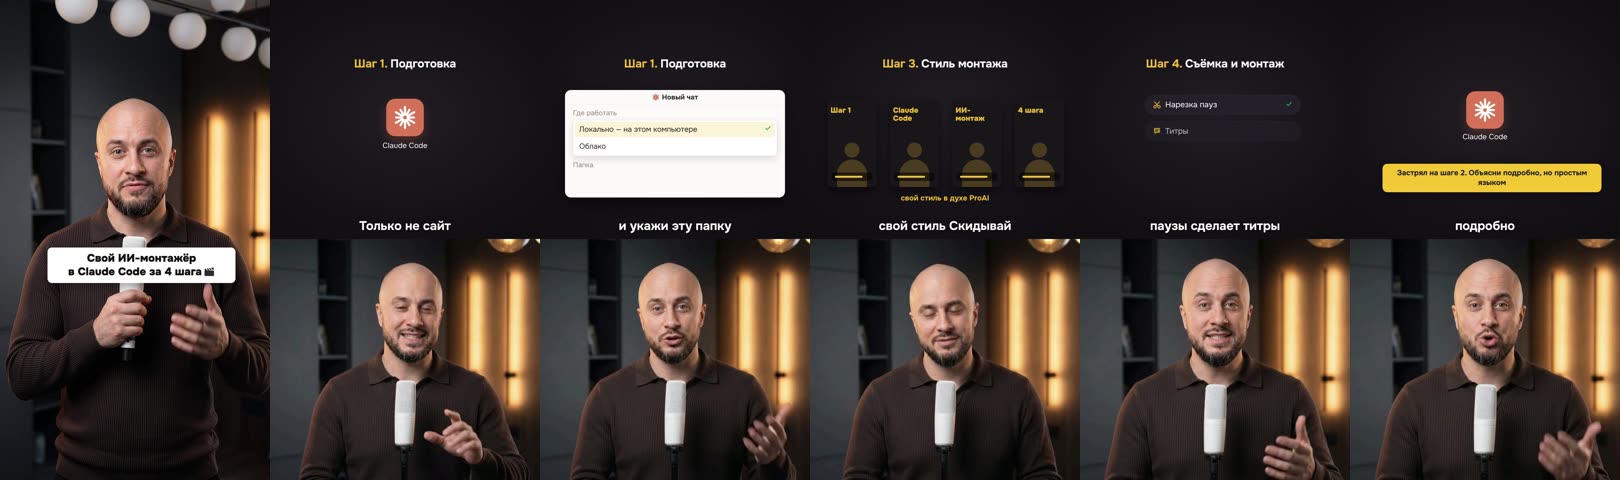 Свой ИИ-монтажёр
в Claude Code за 4 шага
Шаг 1. Подготовка
Claude Code
Только не сайт
Шаг 1. Подготовка
Новый чат
Где работать
Локально — на этом компьютере
Облако
Папка
и укажи эту папку
Шаг 3. Стиль монтажа
Шаг 1
Claude
Code
ИИ-
монтаж
4 шага
свой стиль в духе ProAI
свой стиль Скидывай
Шаг 4. Съёмка и монтаж
Нарезка пауз
Титры
паузы сделает титры
Claude Code
Застрял на шаге 2. Объясни подробно, но простым
языком
подробно